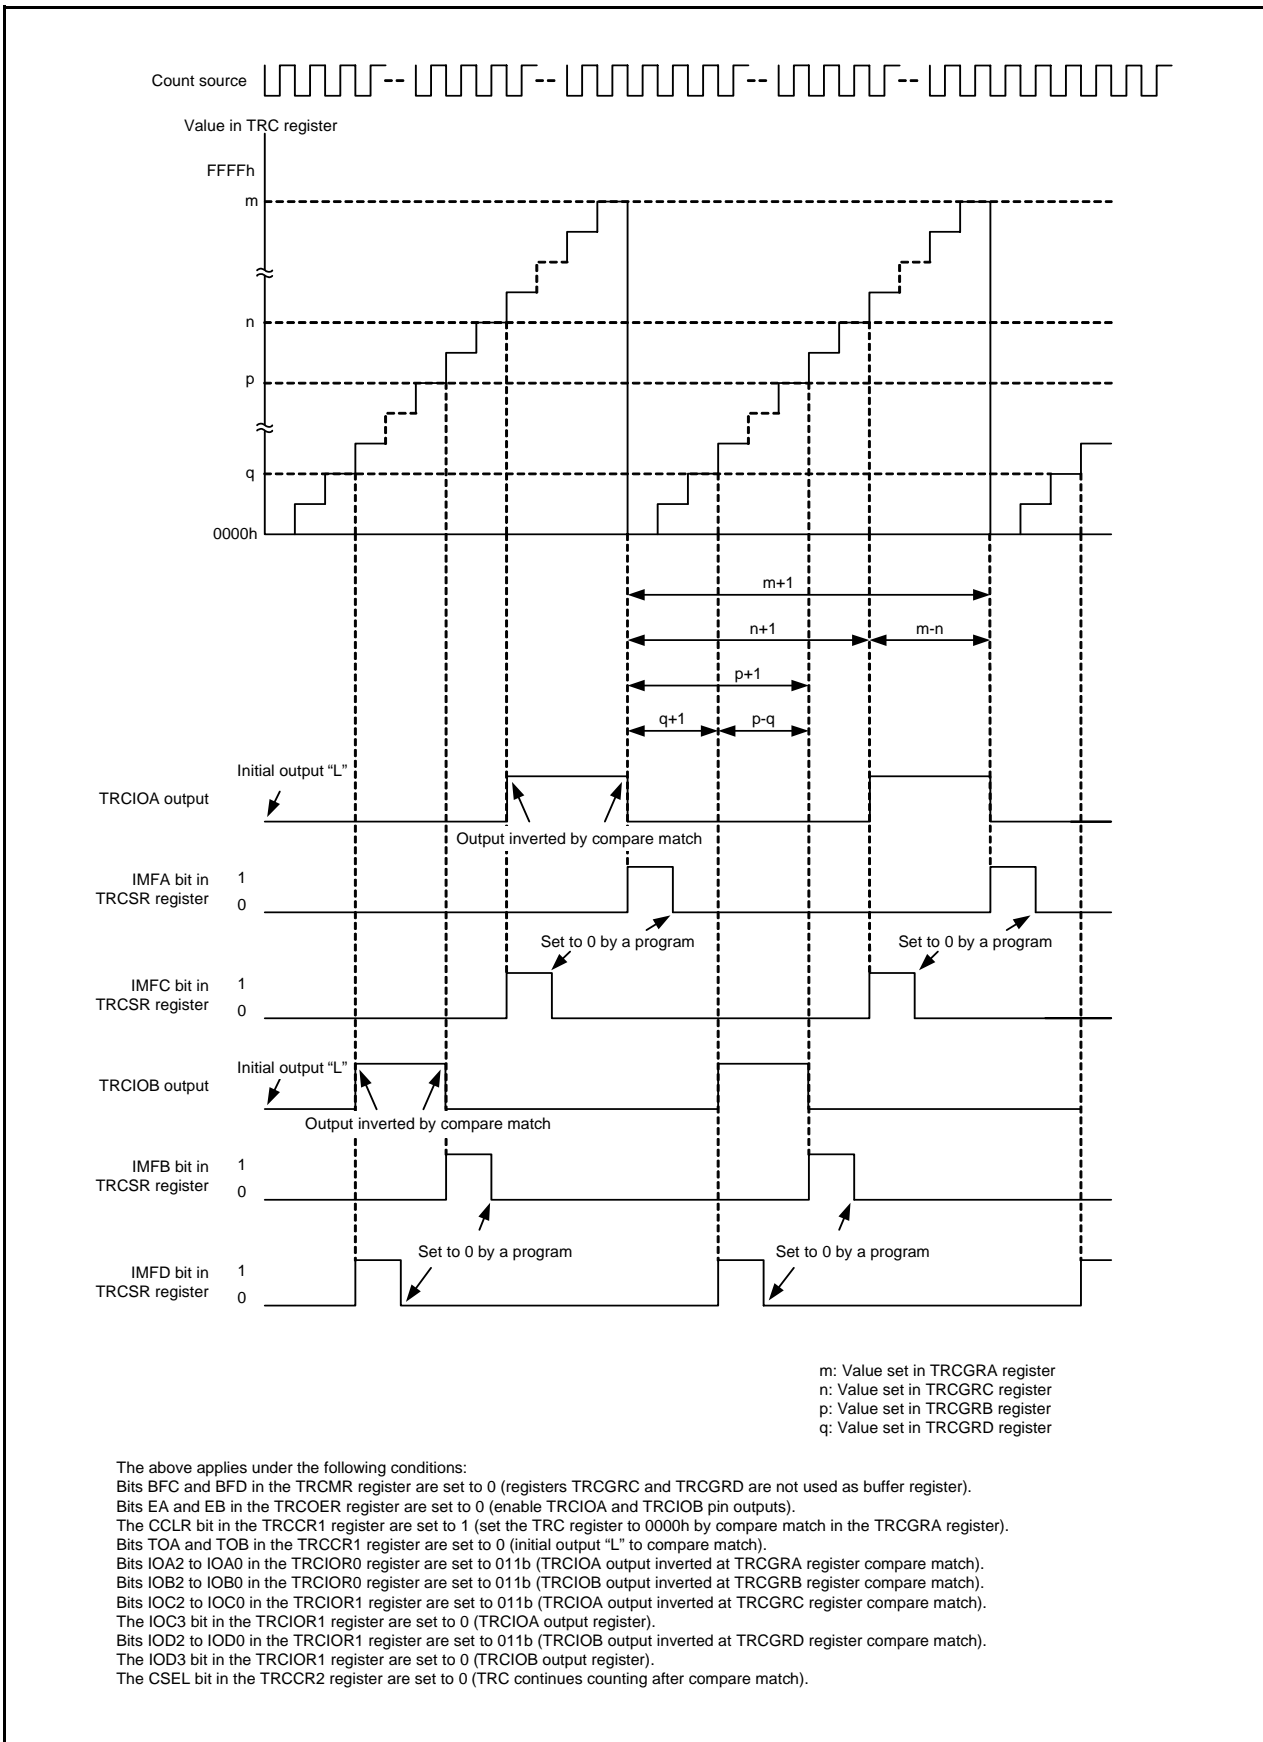 Count source
Value in TRC register
FFFFh
m
n
p
q
0000h
m+1
n+1
m-n
p+1
q+1
p-q
Initial output “L”
TRCIOA output
Output inverted by compare match
IMFA bit in
TRCSR register
1
0
Set to 0 by a program
Set to 0 by a program
IMFC bit in
TRCSR register
1
0
Initial output “L”
TRCIOB output
Output inverted by compare match
IMFB bit in
TRCSR register
1
0
Set to 0 by a program
Set to 0 by a program
IMFD bit in
TRCSR register
1
0
m: Value set in TRCGRA register
n: Value set in TRCGRC register
p: Value set in TRCGRB register
q: Value set in TRCGRD register
The above applies under the following conditions:
Bits BFC and BFD in the TRCMR register are set to 0 (registers TRCGRC and TRCGRD are not used as buffer register).
Bits EA and EB in the TRCOER register are set to 0 (enable TRCIOA and TRCIOB pin outputs).
The CCLR bit in the TRCCR1 register are set to 1 (set the TRC register to 0000h by compare match in the TRCGRA register).
Bits TOA and TOB in the TRCCR1 register are set to 0 (initial output “L” to compare match).
Bits IOA2 to IOA0 in the TRCIOR0 register are set to 011b (TRCIOA output inverted at TRCGRA register compare match).
Bits IOB2 to IOB0 in the TRCIOR0 register are set to 011b (TRCIOB output inverted at TRCGRB register compare match).
Bits IOC2 to IOC0 in the TRCIOR1 register are set to 011b (TRCIOA output inverted at TRCGRC register compare match).
The IOC3 bit in the TRCIOR1 register are set to 0 (TRCIOA output register).
Bits IOD2 to IOD0 in the TRCIOR1 register are set to 011b (TRCIOB output inverted at TRCGRD register compare match).
The IOD3 bit in the TRCIOR1 register are set to 0 (TRCIOB output register).
The CSEL bit in the TRCCR2 register are set to 0 (TRC continues counting after compare match).